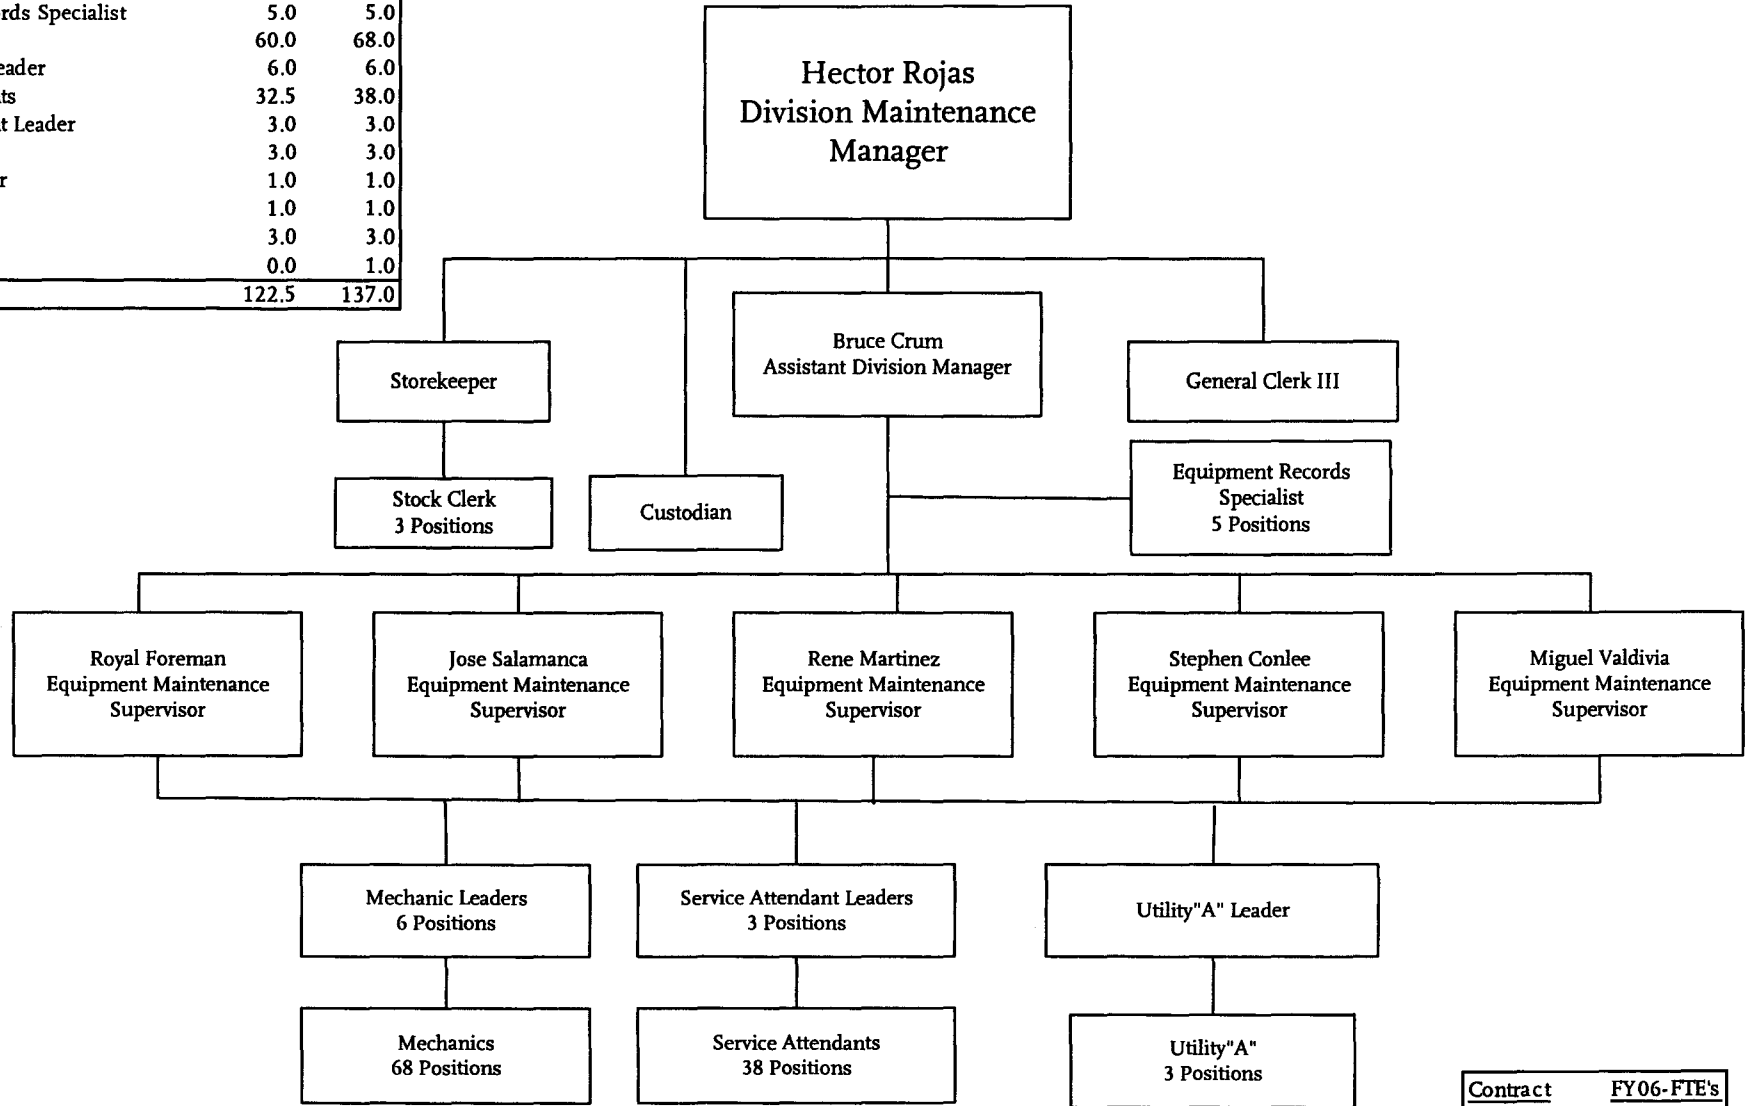 rds Specialist 5.0 5.0
60.0 68.0
eader 6.0 6.0
ts 32.5 38.0
t Leader 3.0 3.0
3.0 3.0
r 1.0 1.0
1.0 1.0
3.0 3.0
0.0 1.0
122.5 137.0
Hector Rojas
Division Maintenance
Manager
Bruce Crum
Assistant Division Manager
Storekeeper
General Clerk III
Stock Clerk
3 Positions
Custodian
Equipment Records
Specialist
5 Positions
Royal Foreman
Equipment Maintenance
Supervisor
Jose Salamanca
Equipment Maintenance
Supervisor
Rene Martinez
Equipment Maintenance
Supervisor
Stephen Conlee
Equipment Maintenance
Supervisor
Miguel Valdivia
Equipment Maintenance
Supervisor
Mechanic Leaders
6 Positions
Service Attendant Leaders
3 Positions
Utility"A" Leader
Mechanics
68 Positions
Service Attendants
38 Positions
Utility"A"
3 Positions
Contract FY06-FTE's